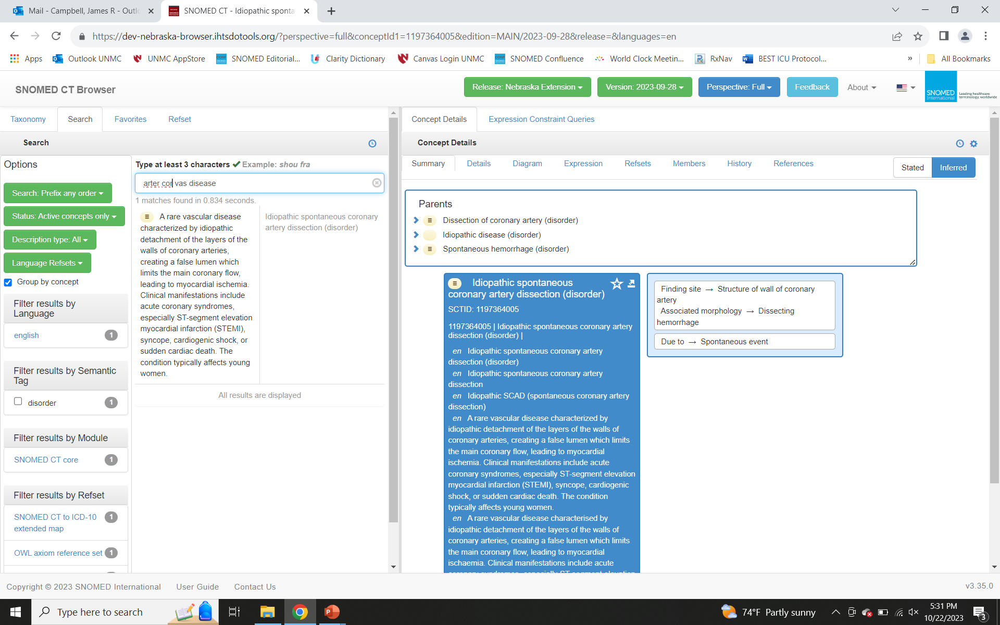 Mail - Campbell, James R - Outlo
SNOMED CT - Idiopathic sponta
https://dev-nebraska-browser.ihtsdotools.org/?perspective=full&conceptId1=1197364005&edition=MAIN/2023-09-28&release=&languages=en
Apps
Outlook UNMC
UNMC AppStore
SNOMED Editorial...
Clarity Dictionary
Canvas Login UNMC
SNOMED Confluence
World Clock Meetin...
RxNav
BEST ICU Protocol...
»
All Bookmarks
SNOMED CT Browser
Release: Nebraska Extension
Version: 2023-09-28
Perspective: Full
Feedback
About
SNOMED
International
Leading healthcare
terminology, worldwide
Taxonomy
Search
Favorites
Refset
Search
Options
Search: Prefix any order
Status: Active concepts only
Description type: All
Language Refsets
Group by concept
Filter results by
Language
english 1
Filter results by Semantic
Tag
disorder 1
Filter results by Module
SNOMED CT core 1
Filter results by Refset
SNOMED CT to ICD-10 1
extended map
OWL axiom reference set 1
Type at least 3 characters Example: shou fra
arter cor vas disease
1 matches found in 0.834 seconds.
A rare vascular disease
characterized by idiopathic
detachment of the layers of the
walls of coronary arteries,
creating a false lumen which
limits the main coronary flow,
leading to myocardial ischemia.
Clinical manifestations include
acute coronary syndromes,
especially ST-segment elevation
myocardial infarction (STEMI),
syncope, cardiogenic shock, or
sudden cardiac death. The
condition typically affects young
women.
Idiopathic spontaneous coronary
artery dissection (disorder)
All results are displayed
Concept Details
Expression Constraint Queries
Concept Details
Summary
Details
Diagram
Expression
Refsets
Members
History
References
Stated
Inferred
Parents
Dissection of coronary artery (disorder)
Idiopathic disease (disorder)
Spontaneous hemorrhage (disorder)
Idiopathic spontaneous
coronary artery dissection (disorder)
SCTID: 1197364005
1197364005 | Idiopathic spontaneous coronary artery
dissection (disorder) |
en Idiopathic spontaneous coronary artery
dissection (disorder)
en Idiopathic spontaneous coronary artery
dissection
en Idiopathic SCAD (spontaneous coronary artery
dissection)
en A rare vascular disease characterized by
idiopathic detachment of the layers of the walls of
coronary arteries, creating a false lumen which limits
the main coronary flow, leading to myocardial
ischemia. Clinical manifestations include acute
coronary syndromes, especially ST-segment elevation
myocardial infarction (STEMI), syncope, cardiogenic
shock, or sudden cardiac death. The condition
typically affects young women.
en A rare vascular disease characterised by
idiopathic detachment of the layers of the walls of
coronary arteries, creating a false lumen which limits
the main coronary flow, leading to myocardial
ischaemia. Clinical manifestations include acute
Finding site → Structure of wall of coronary
artery
Associated morphology → Dissecting
hemorrhage
Due to → Spontaneous event
Copyright © 2023 SNOMED International
User Guide
Contact Us
v3.35.0
Type here to search
74°F Partly sunny
5:31 PM
10/22/2023
3